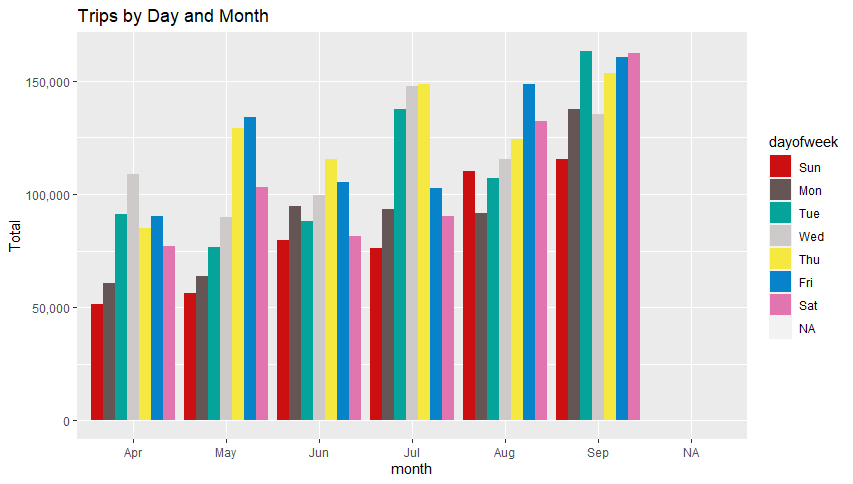 Trips by Day and Month
150,000
100,000
50,000
0
Total
Apr May Jun Jul Aug Sep NA
month
dayofweek
Sun
Mon
Tue
Wed
Thu
Fri
Sat
NA